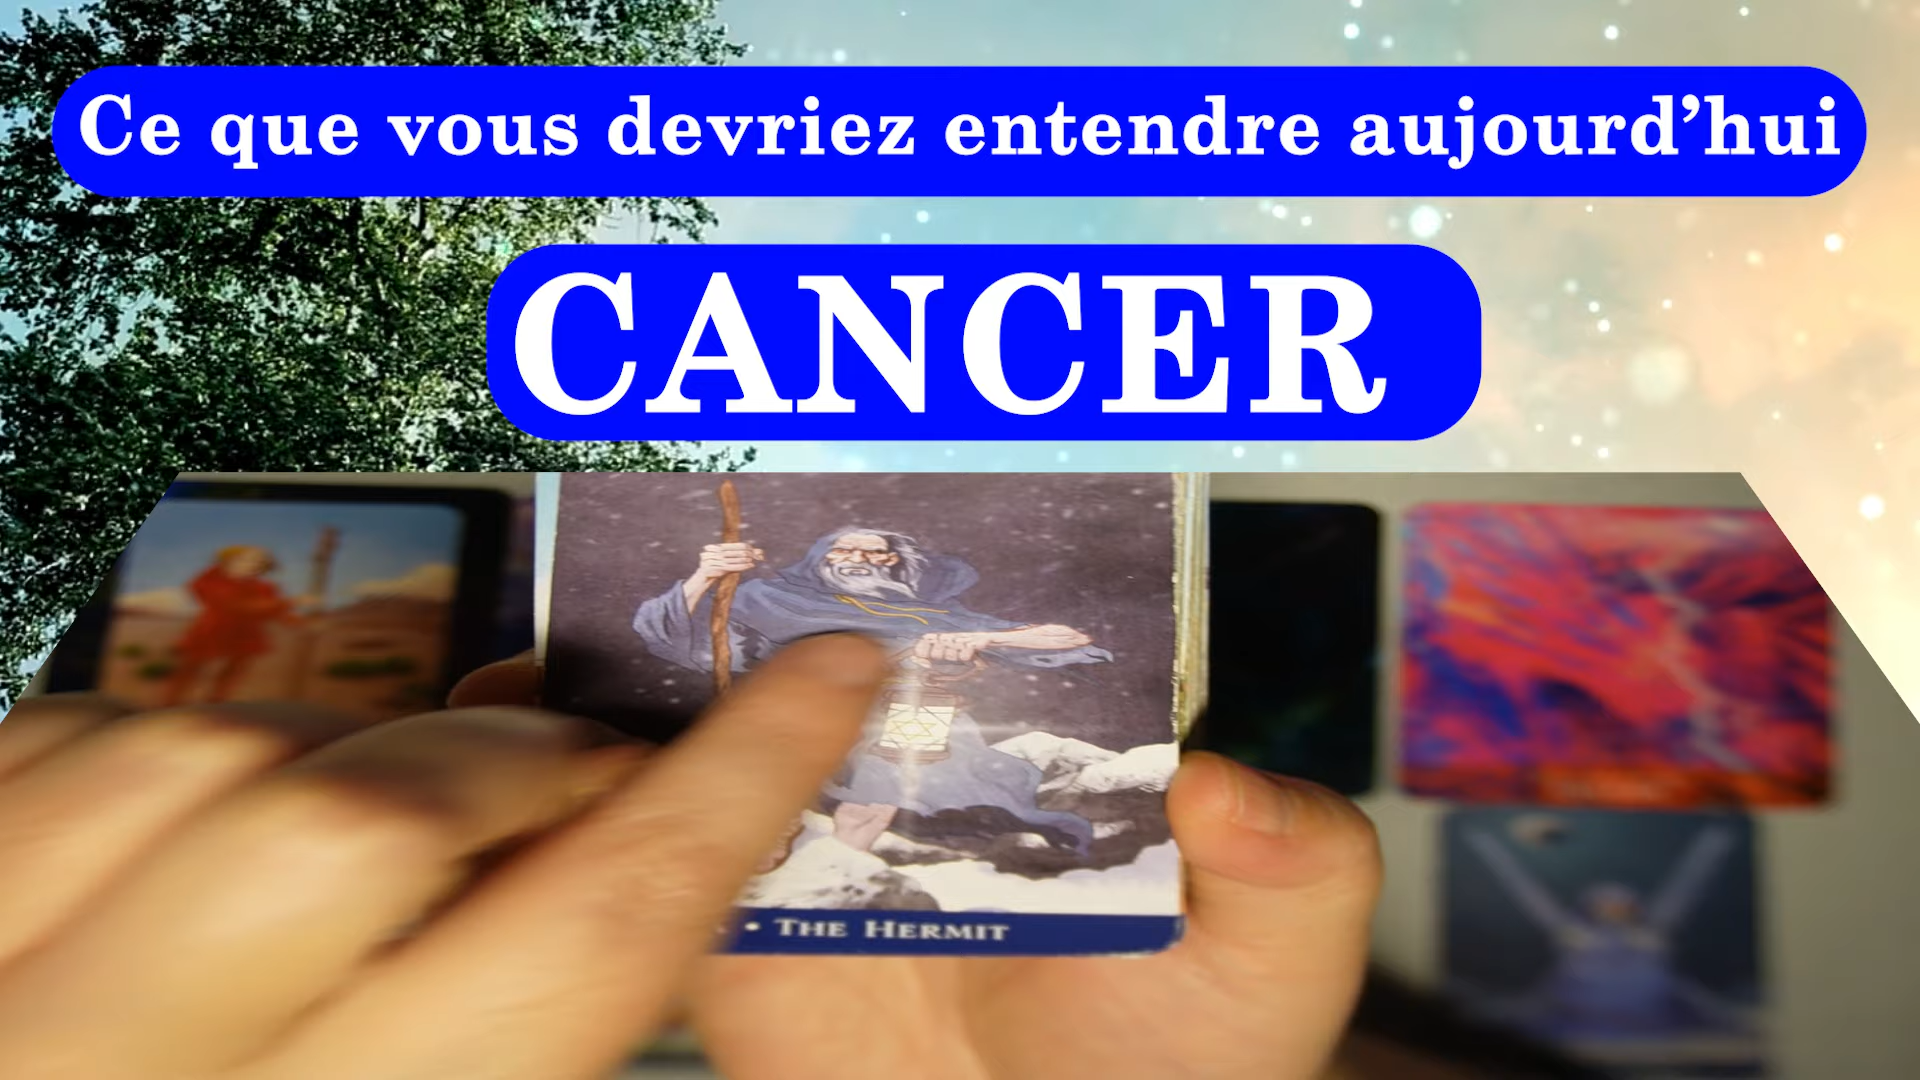 Ce que vous devriez entendre aujourd’hui
CANCER
• THE HERMIT